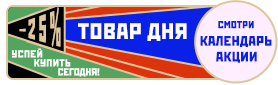 -25%
ТОВАР ДНЯ
УСПЕЙ
КУПИТЬ
СЕГОДНЯ!
СМОТРИ
КАЛЕНДАРЬ
АКЦИИ